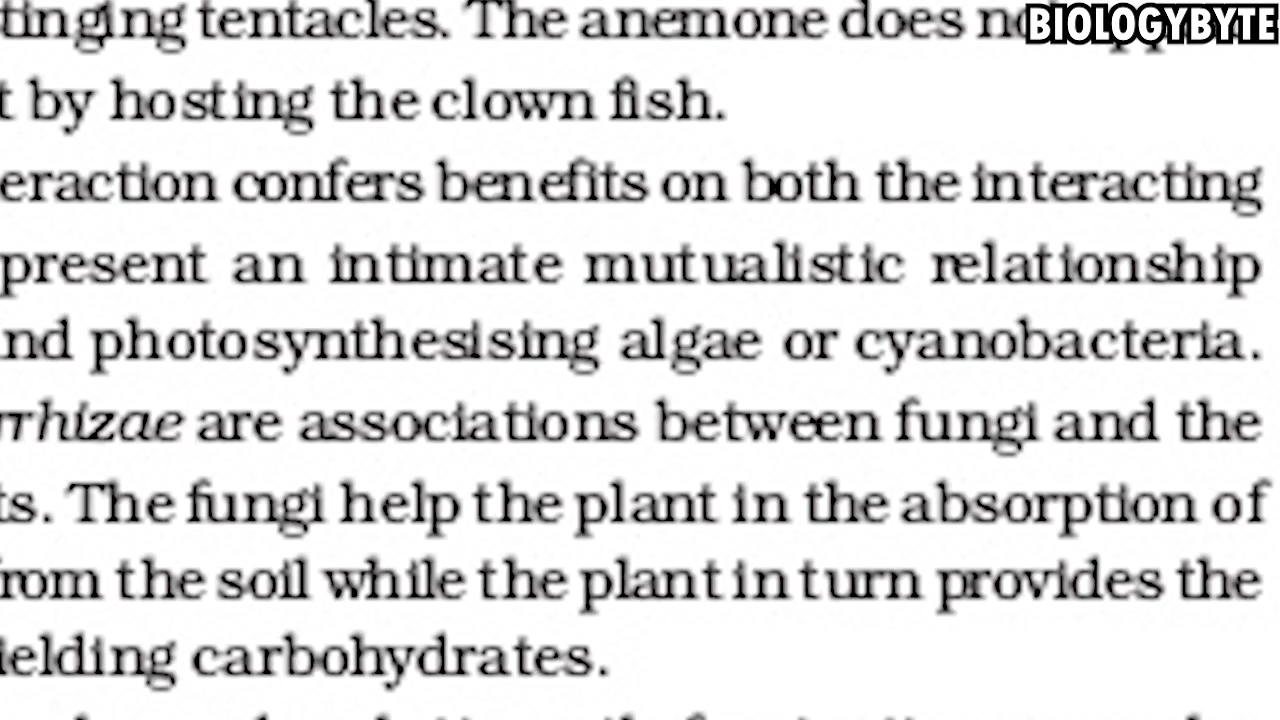 tinging tentacles. The anemone does
BIOLOGYBYTE
t by hosting the clown fish.
eraction confers benefits on both the interacting
present an intimate mutualistic relationship
nd photosynthesising algae or cyanobacteria.
rrhizae are associations between fungi and the
ts. The fungi help the plant in the absorption of
rom the soil while the plant in turn provides the
ielding carbohydrates.